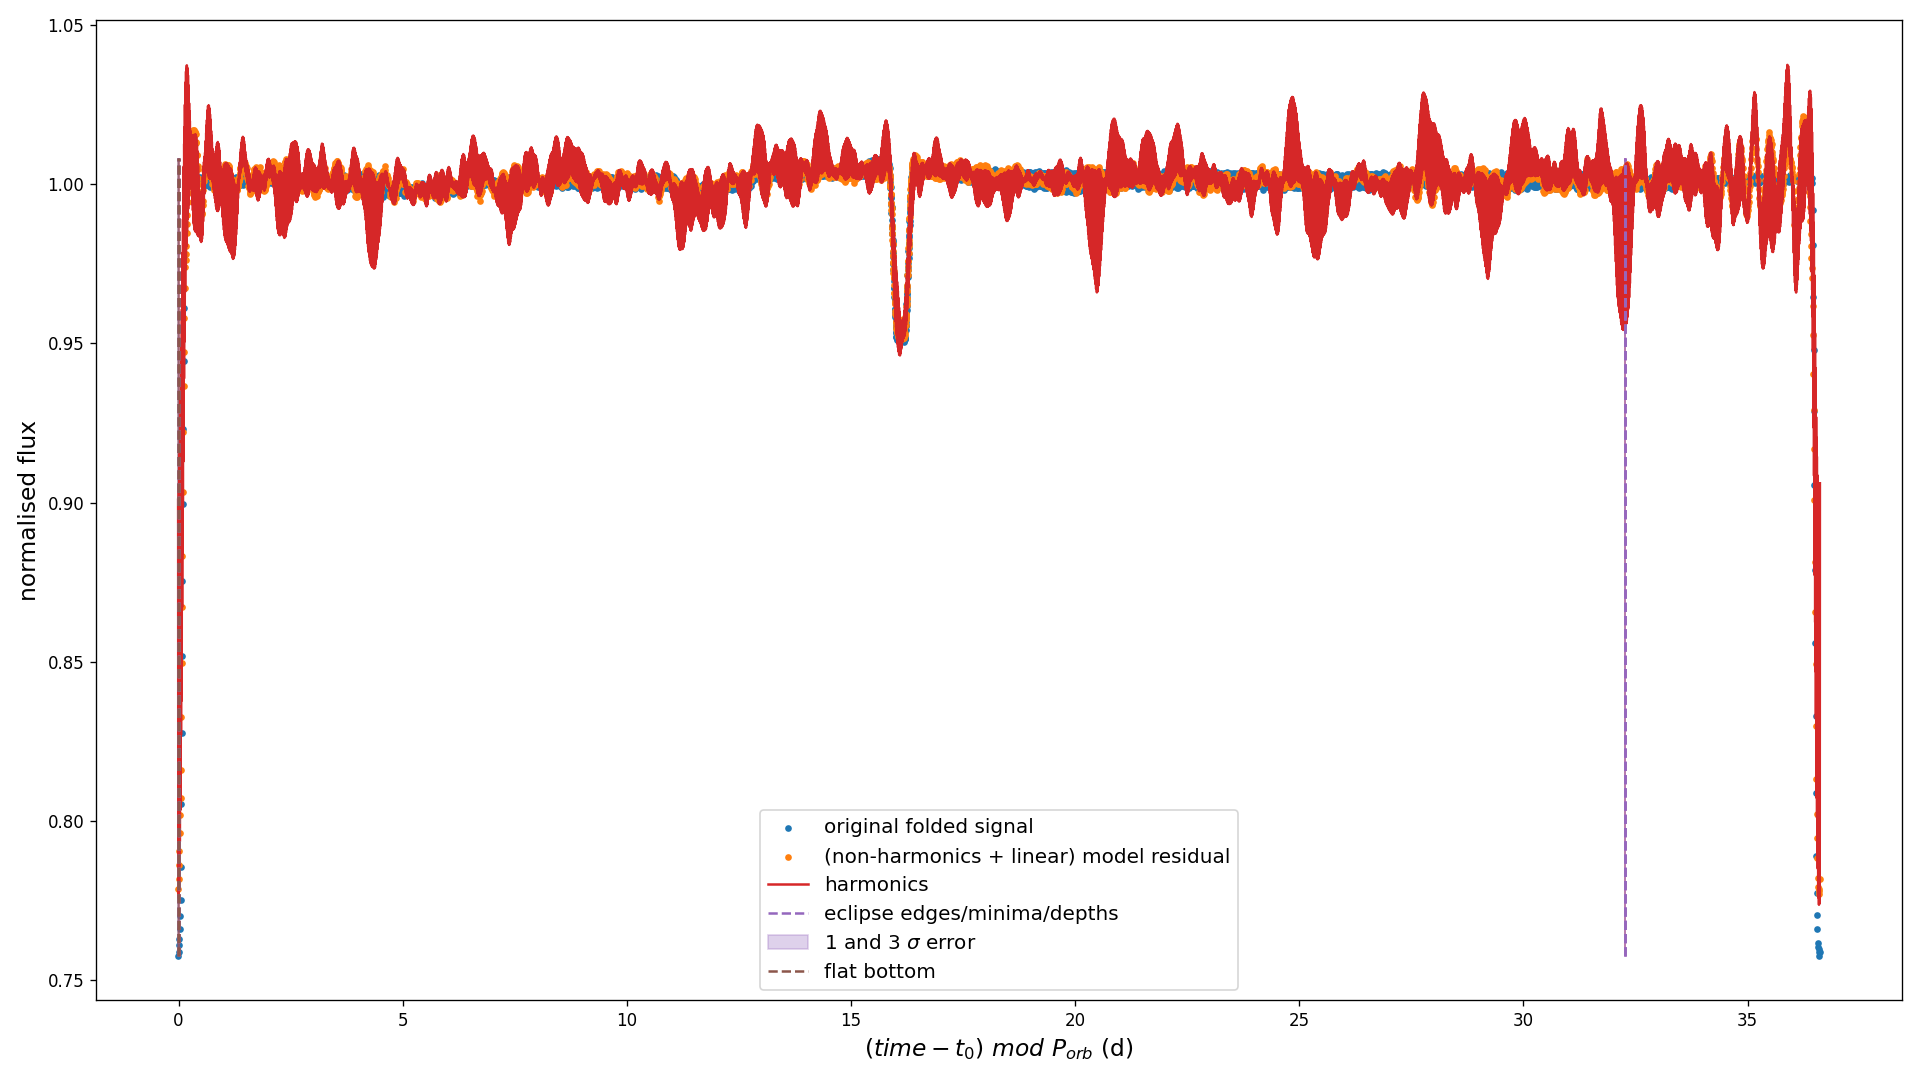 1.05
1.00
0.95
0.90
0.85
0.80
0.75
normalised flux
original folded signal
(non-harmonics + linear) model residual
harmonics
eclipse edges/minima/depths
1 and 3 σ error
flat bottom
0 5 10 15 20 25 30 35
(time − t₀) mod Pₒᵣb (d)